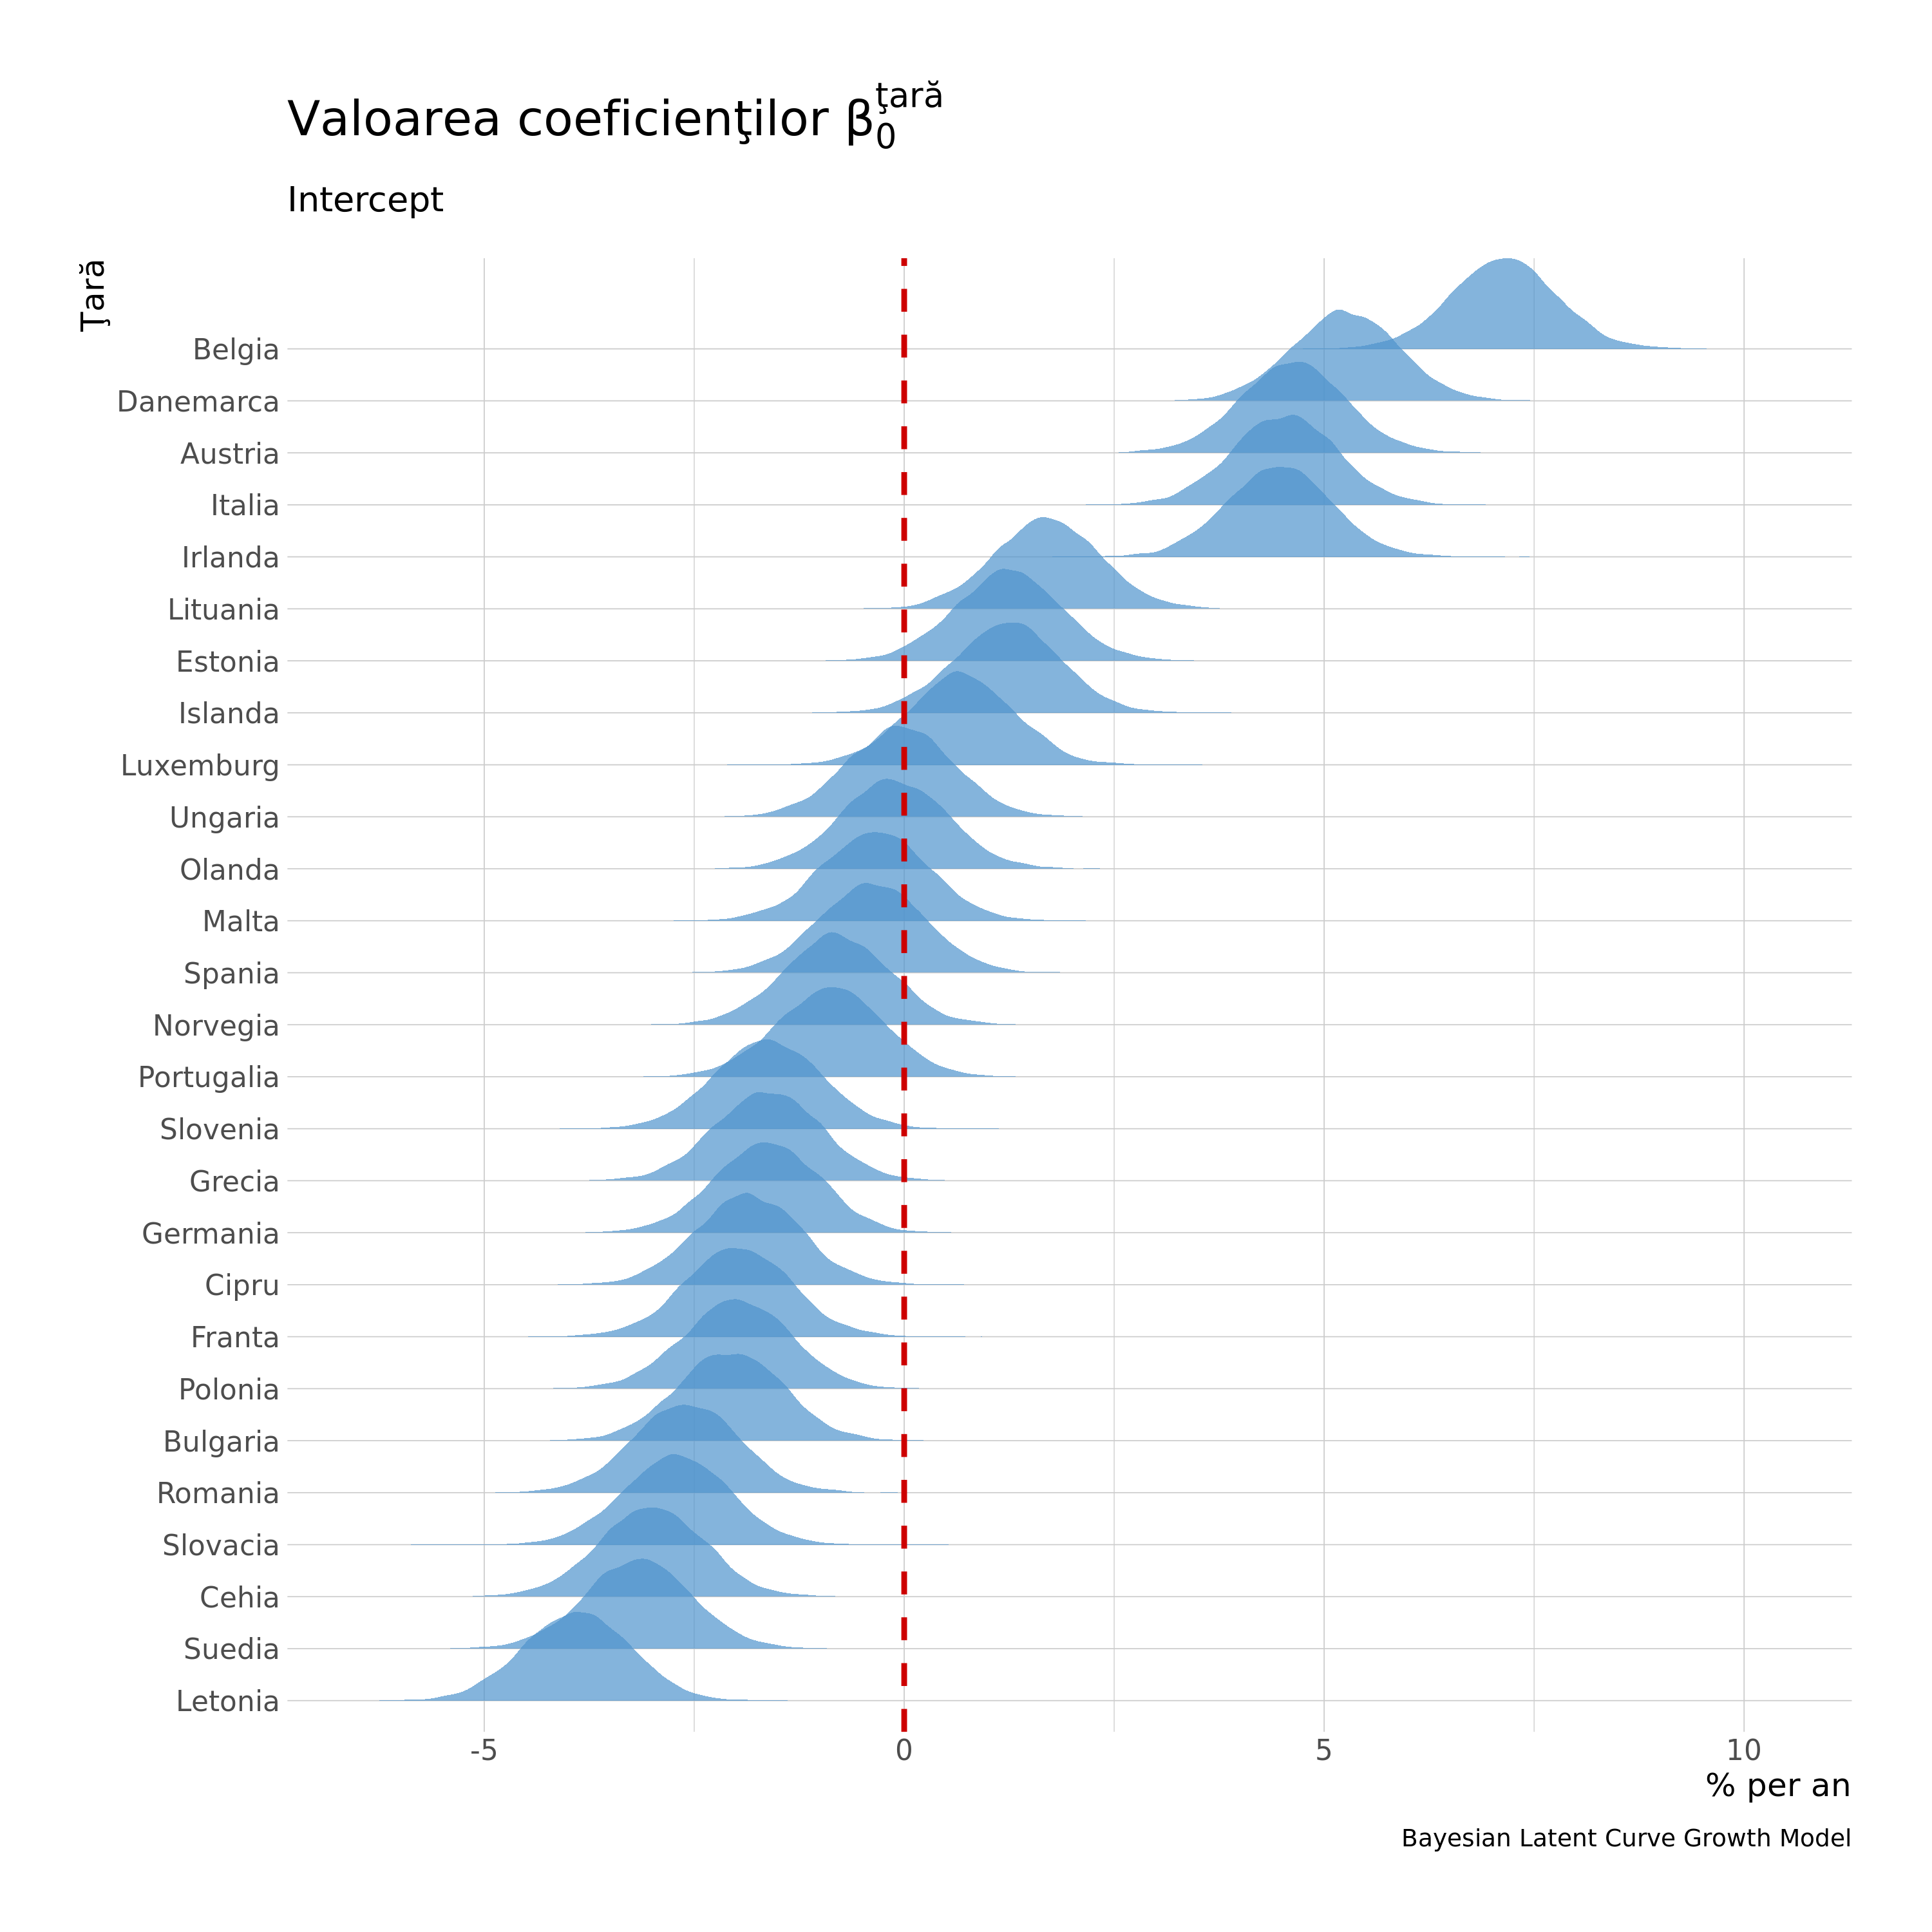 Valoarea coeficienţilor β₀ţară
Intercept
Ţară
Belgia
Danemarca
Austria
Italia
Irlanda
Lituania
Estonia
Islanda
Luxemburg
Ungaria
Olanda
Malta
Spania
Norvegia
Portugalia
Slovenia
Grecia
Germania
Cipru
Franta
Polonia
Bulgaria
Romania
Slovacia
Cehia
Suedia
Letonia
-5 0 5 10
% per an
Bayesian Latent Curve Growth Model